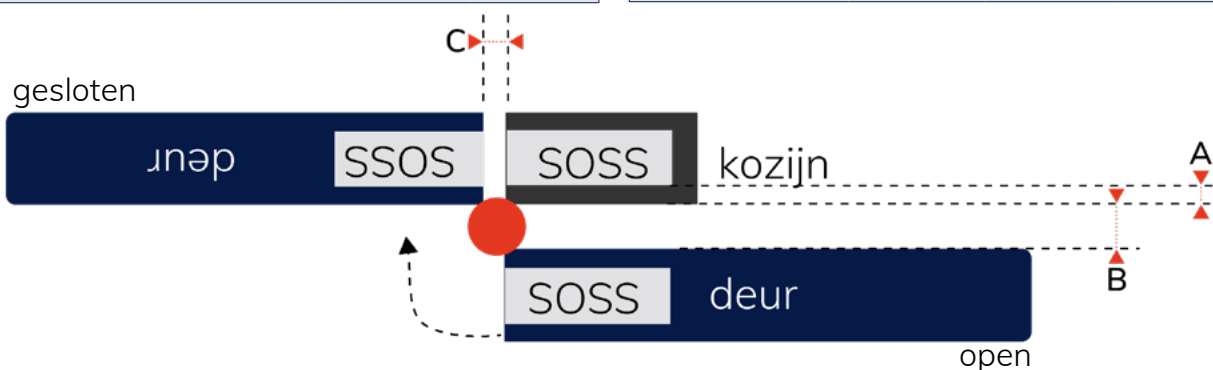 C
gesloten
deur
SOSS
SOSS
kozijn
A
B
SOSS
deur
open